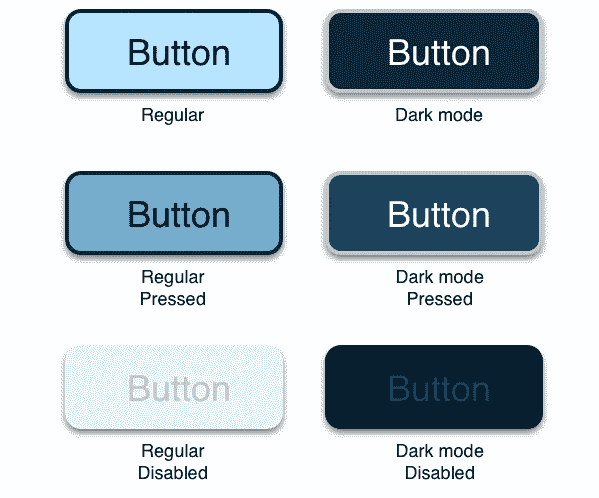 Button
Button
Regular
Dark mode
Button
Button
Regular
Pressed
Dark mode
Pressed
Button
Button
Regular
Disabled
Dark mode
Disabled